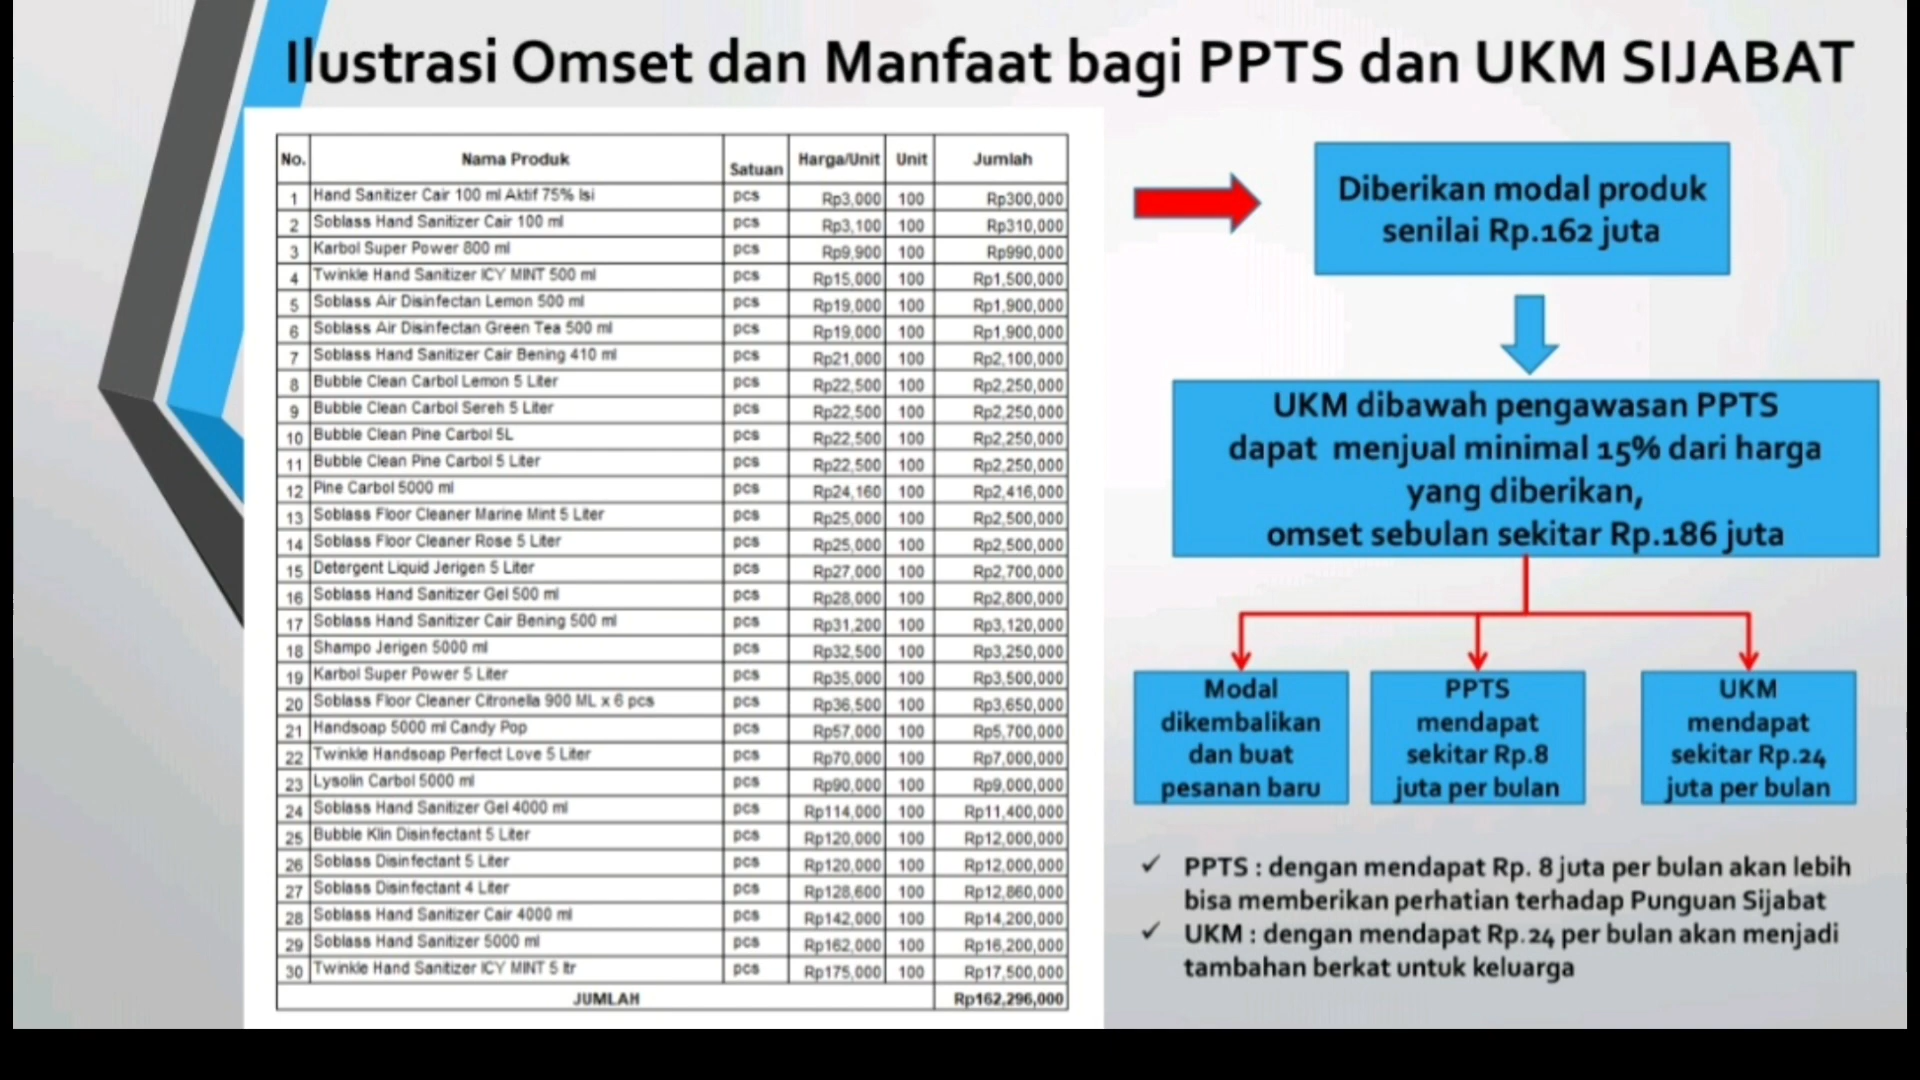 Ilustrasi Omset dan Manfaat bagi PPTS dan UKM SIJABAT
No. Nama Produk Satuan Harga/Unit Unit Jumlah
1 Hand Sanitizer Cair 100 ml Aktif 75% Isi pcs Rp3,000 100 Rp300,000
2 Soblass Hand Sanitizer Cair 100 ml pcs Rp3,100 100 Rp310,000
3 Karbol Super Power 800 ml pcs Rp9,900 100 Rp990,000
4 Twinkle Hand Sanitizer ICY MINT 500 ml pcs Rp15,000 100 Rp1,500,000
5 Soblass Air Disinfectan Lemon 500 ml pcs Rp19,000 100 Rp1,900,000
6 Soblass Air Disinfectan Green Tea 500 ml pcs Rp19,000 100 Rp1,900,000
7 Soblass Hand Sanitizer Cair Bening 410 ml pcs Rp21,000 100 Rp2,100,000
8 Bubble Clean Carbol Lemon 5 Liter pcs Rp22,500 100 Rp2,250,000
9 Bubble Clean Carbol Sereh 5 Liter pcs Rp22,500 100 Rp2,250,000
10 Bubble Clean Pine Carbol 5L pcs Rp22,500 100 Rp2,250,000
11 Bubble Clean Pine Carbol 5 Liter pcs Rp22,500 100 Rp2,250,000
12 Pine Carbol 5000 ml pcs Rp24,160 100 Rp2,416,000
13 Soblass Floor Cleaner Marine Mint 5 Liter pcs Rp25,000 100 Rp2,500,000
14 Soblass Floor Cleaner Rose 5 Liter pcs Rp25,000 100 Rp2,500,000
15 Detergent Liquid Jerigen 5 Liter pcs Rp27,000 100 Rp2,700,000
16 Soblass Hand Sanitizer Gel 500 ml pcs Rp28,000 100 Rp2,800,000
17 Soblass Hand Sanitizer Cair Bening 500 ml pcs Rp31,200 100 Rp3,120,000
18 Shampo Jerigen 5000 ml pcs Rp32,500 100 Rp3,250,000
19 Karbol Super Power 5 Liter pcs Rp35,000 100 Rp3,500,000
20 Soblass Floor Cleaner Citronella 900 ML x 6 pcs pcs Rp36,500 100 Rp3,650,000
21 Handsoap 5000 ml Candy Pop pcs Rp57,000 100 Rp5,700,000
22 Twinkle Handsoap Perfect Love 5 Liter pcs Rp70,000 100 Rp7,000,000
23 Lysolin Carbol 5000 ml pcs Rp90,000 100 Rp9,000,000
24 Soblass Hand Sanitizer Gel 4000 ml pcs Rp114,000 100 Rp11,400,000
25 Bubble Klin Disinfectant 5 Liter pcs Rp120,000 100 Rp12,000,000
26 Soblass Disinfectant 5 Liter pcs Rp120,000 100 Rp12,000,000
27 Soblass Disinfectant 4 Liter pcs Rp128,600 100 Rp12,860,000
28 Soblass Hand Sanitizer Cair 4000 ml pcs Rp142,000 100 Rp14,200,000
29 Soblass Hand Sanitizer 5000 ml pcs Rp162,000 100 Rp16,200,000
30 Twinkle Hand Sanitizer ICY MINT 5 ltr pcs Rp175,000 100 Rp17,500,000
JUMLAH Rp162,296,000
Diberikan modal produk
senilai Rp.162 juta
UKM dibawah pengawasan PPTS
dapat menjual minimal 15% dari harga
yang diberikan,
omset sebulan sekitar Rp.186 juta
Modal
dikembalikan
dan buat
pesanan baru
PPTS
mendapat
sekitar Rp.8
juta per bulan
UKM
mendapat
sekitar Rp.24
juta per bulan
✓ PPTS : dengan mendapat Rp. 8 juta per bulan akan lebih
bisa memberikan perhatian terhadap Punguan Sijabat
✓ UKM : dengan mendapat Rp.24 per bulan akan menjadi
tambahan berkat untuk keluarga